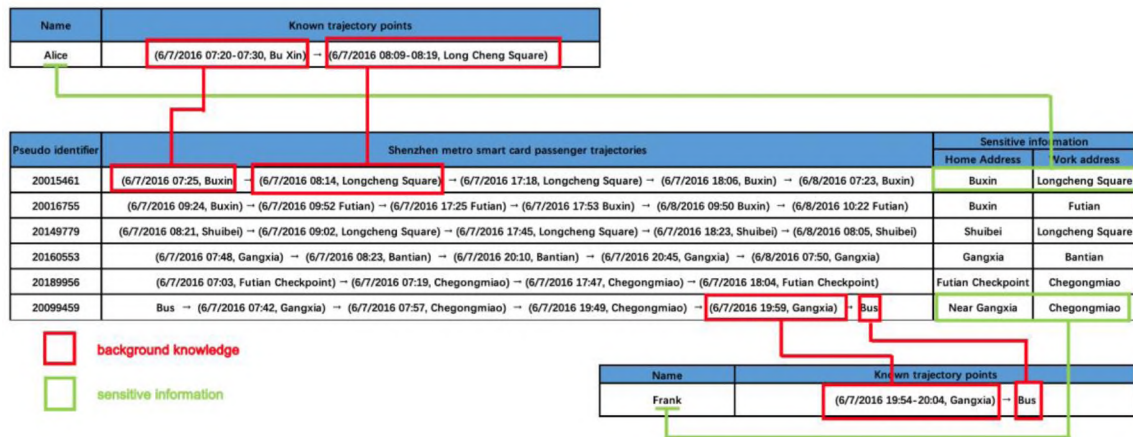 Name Known trajectory points
Alice (6/7/2016 07:20-07:30, Bu Xin) → (6/7/2016 08:09-08:19, Long Cheng Square)
Pseudo identifier Shenzhen metro smart card passenger trajectories Sensitive information
Home Address Work address
20015461 (6/7/2016 07:25, Buxin) → (6/7/2016 08:14, Longcheng Square) → (6/7/2016 17:18, Longcheng Square) → (6/7/2016 18:06, Buxin) → (6/8/2016 07:23, Buxin) Buxin Longcheng Square
20016755 (6/7/2016 09:24, Buxin) → (6/7/2016 09:52 Futian) → (6/7/2016 17:25 Futian) → (6/7/2016 17:53 Buxin) → (6/8/2016 09:50 Buxin) → (6/8/2016 10:22 Futian) Buxin Futian
20149779 (6/7/2016 08:21, Shuibei) → (6/7/2016 09:02, Longcheng Square) → (6/7/2016 17:45, Longcheng Square) → (6/7/2016 18:23, Shuibei) → (6/8/2016 08:05, Shuibei) Shuibei Longcheng Square
20160553 (6/7/2016 07:48, Gangxia) → (6/7/2016 08:23, Bantian) → (6/7/2016 20:10, Bantian) → (6/7/2016 20:45, Gangxia) → (6/8/2016 07:50, Gangxia) Gangxia Bantian
20189956 (6/7/2016 07:03, Futian Checkpoint) → (6/7/2016 07:19, Chegongmiao) → (6/7/2016 17:47, Chegongmiao) → (6/7/2016 18:04, Futian Checkpoint) Futian Checkpoint Chegongmiao
20099459 Bus → (6/7/2016 07:42, Gangxia) → (6/7/2016 07:57, Chegongmiao) → (6/7/2016 19:49, Chegongmiao) → (6/7/2016 19:59, Gangxia) → Bus Near Gangxia Chegongmiao
background knowledge
sensitive information
Name Known trajectory points
Frank (6/7/2016 19:54-20:04, Gangxia) → Bus